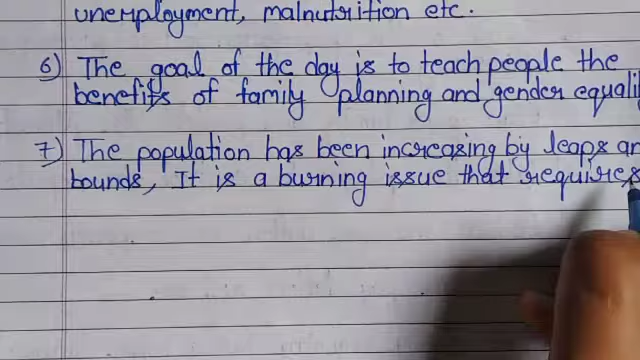 unemployment, malnutrition etc.
6) The goal of the day is to teach people the
benefits of family planning and gender equali
7) The population has been increasing by leaps an
bounds, It is a burning issue that requires